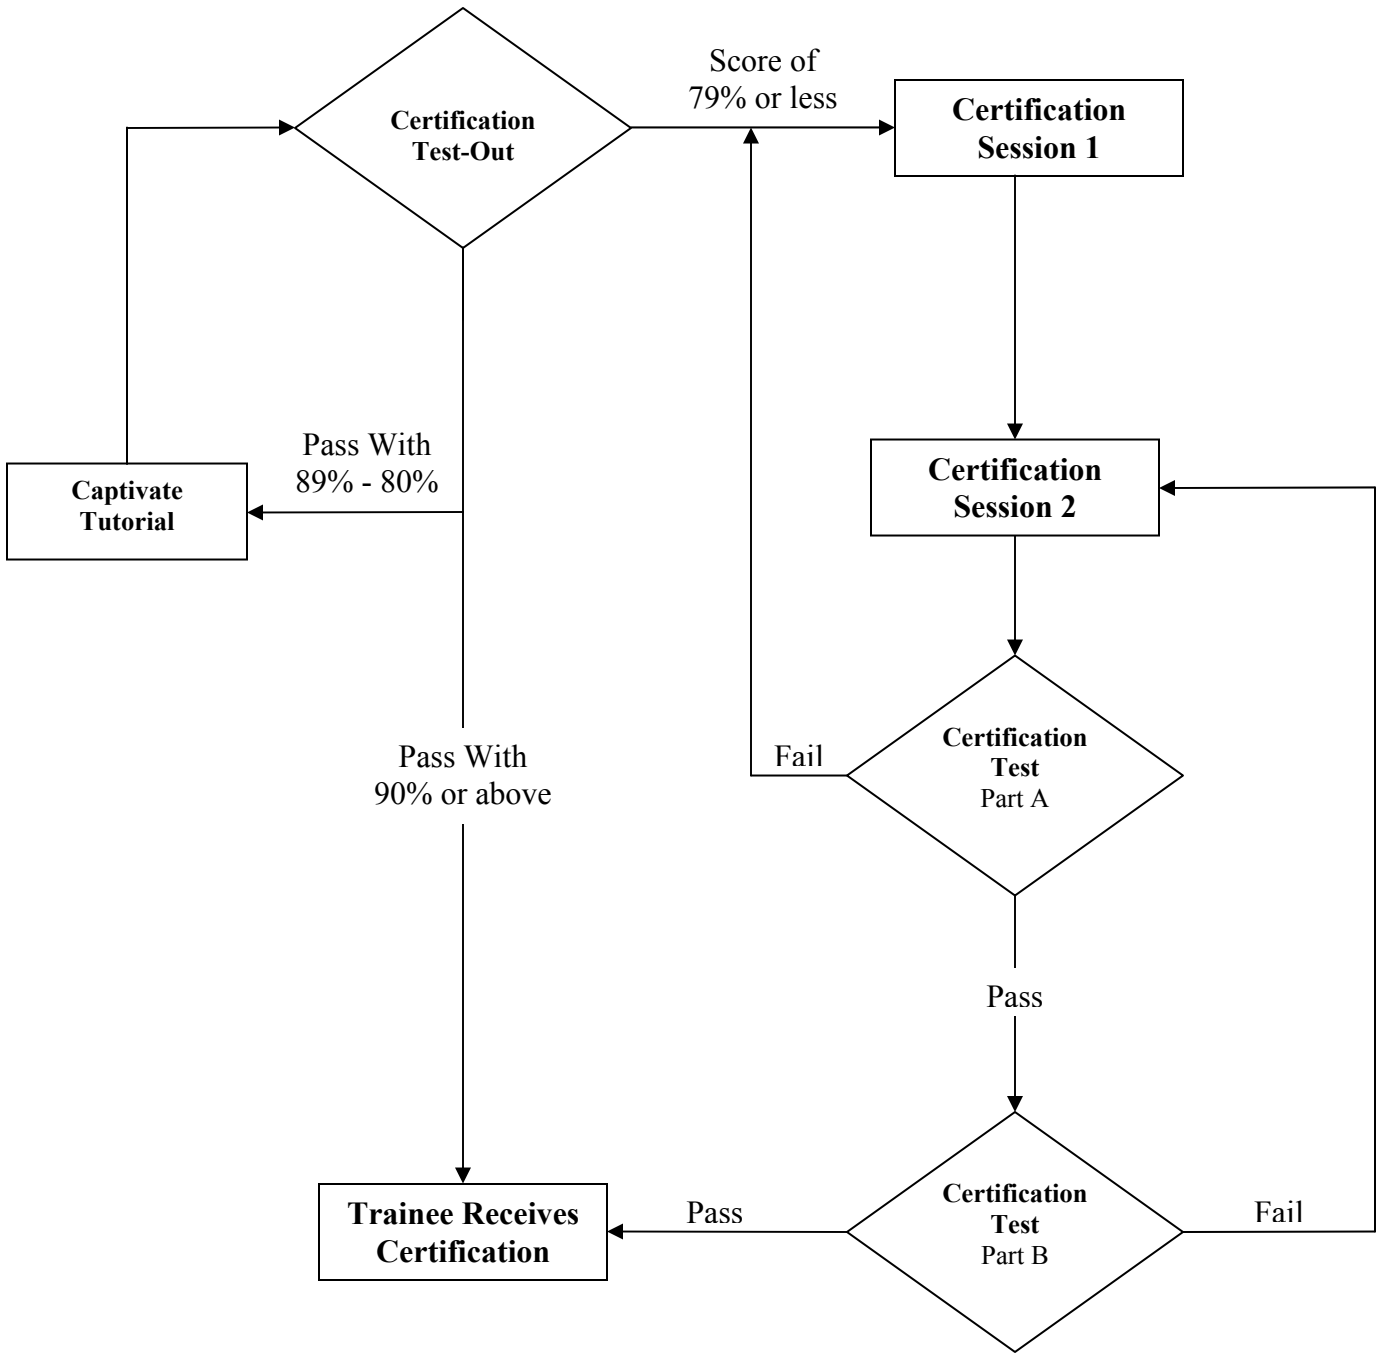 Score of
79% or less
Certification
Session 1
Certification
Test-Out
Pass With
89% - 80%
Captivate
Tutorial
Certification
Session 2
Pass With
90% or above
Fail
Certification
Test
Part A
Pass
Trainee Receives
Certification
Pass
Certification
Test
Part B
Fail